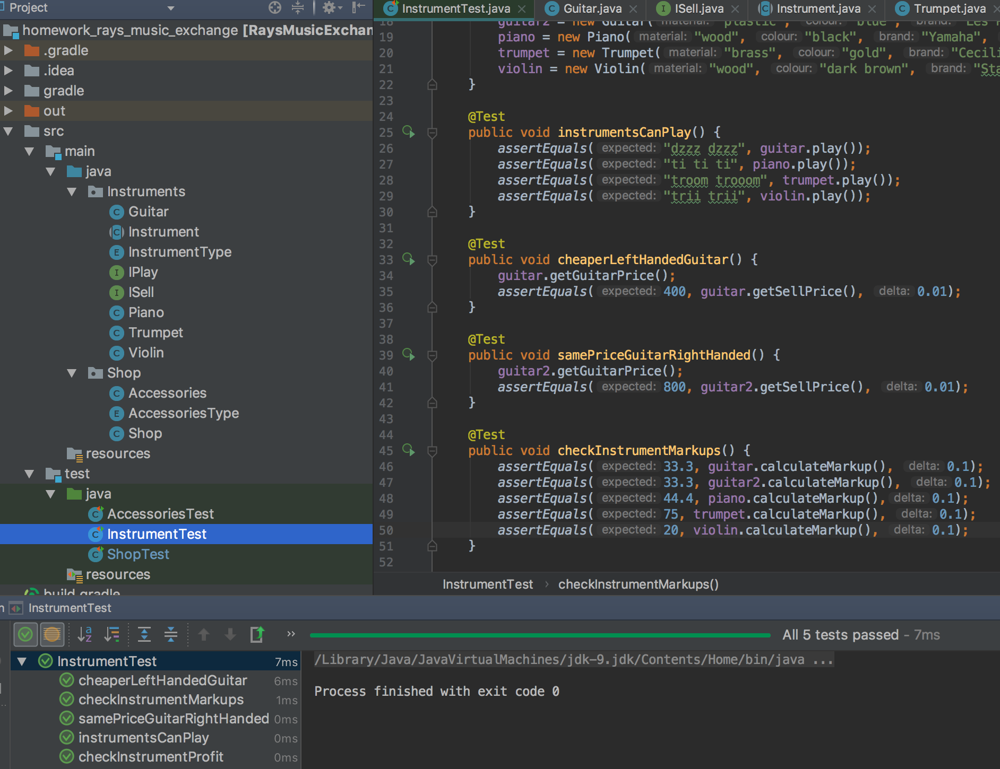 Project
homework_rays_music_exchange [RaysMusicExchan
.gradle
.idea
gradle
out
src
main
java
Instruments
Guitar
Instrument
InstrumentType
IPlay
ISell
Piano
Trumpet
Violin
Shop
Accessories
AccessoriesType
Shop
resources
test
java
AccessoriesTest
InstrumentTest
ShopTest
resources
build.gradle
InstrumentTest.java Guitar.java ISell.java Instrument.java Trumpet.java
18 guitar2 = new Guitar( material: "plastic", colour: "blue", brand: "Les
19 piano = new Piano( material: "wood", colour: "black", brand: "Yamaha",
20 trumpet = new Trumpet( material: "brass", colour: "gold", brand: "Cecili
21 violin = new Violin( material: "wood", colour: "dark brown", brand: "Sta
22 }
23
24 @Test
25 public void instrumentsCanPlay() {
26 assertEquals( expected: "dzzz dzzz", guitar.play());
27 assertEquals( expected: "ti ti ti", piano.play());
28 assertEquals( expected: "troom trooom", trumpet.play());
29 assertEquals( expected: "trii trii", violin.play());
30 }
31
32 @Test
33 public void cheaperLeftHandedGuitar() {
34 guitar.getGuitarPrice();
35 assertEquals( expected: 400, guitar.getSellPrice(), delta: 0.01);
36 }
37
38 @Test
39 public void samePriceGuitarRightHanded() {
40 guitar2.getGuitarPrice();
41 assertEquals( expected: 800, guitar2.getSellPrice(), delta: 0.01);
42 }
43
44 @Test
45 public void checkInstrumentMarkups() {
46 assertEquals( expected: 33.3, guitar.calculateMarkup(), delta: 0.1);
47 assertEquals( expected: 33.3, guitar2.calculateMarkup(), delta: 0.1);
48 assertEquals( expected: 44.4, piano.calculateMarkup(), delta: 0.1);
49 assertEquals( expected: 75, trumpet.calculateMarkup(), delta: 0.1);
50 assertEquals( expected: 20, violin.calculateMarkup(), delta: 0.1);
51 }
52
InstrumentTest › checkInstrumentMarkups()
InstrumentTest
All 5 tests passed - 7ms
InstrumentTest 7ms
cheaperLeftHandedGuitar 6ms
checkInstrumentMarkups 1ms
samePriceGuitarRightHanded 0ms
instrumentsCanPlay 0ms
checkInstrumentProfit 0ms
/Library/Java/JavaVirtualMachines/jdk-9.jdk/Contents/Home/bin/java ...
Process finished with exit code 0